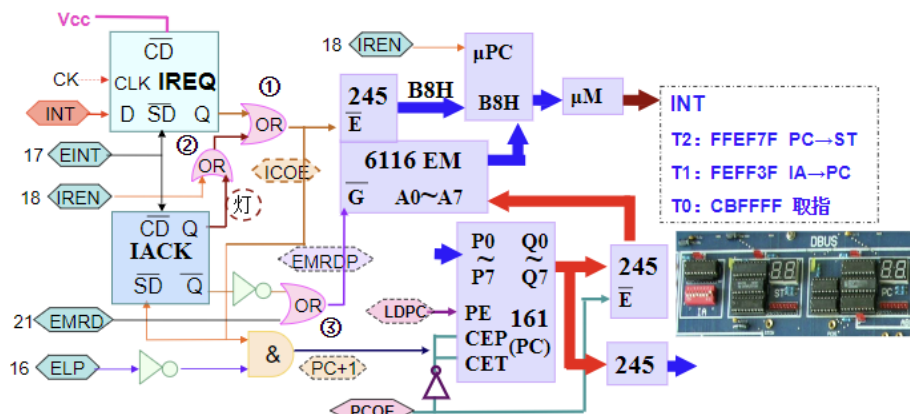 Vcc
CD
CK
CLK IREQ
INT
D SD Q
①
OR
17 EINT
②
OR
18 IREN
灯
ICOE
CD Q
IACK
SD Q
EMRDP
OR
③
21 EMRD
16 ELP
&
PC+1
PCOE
LDPC
18 IREN
μPC
B8H
245
E
B8H
μM
6116 EM
G A0~A7
P0 Q0
~ ~
P7 Q7
PE
161
CEP
(PC)
CET
245
E
245
INT
T2: FFEF7F PC→ST
T1: FEFF3F IA→PC
T0: CBFFFF 取指
DBUS
ST
PC
IA